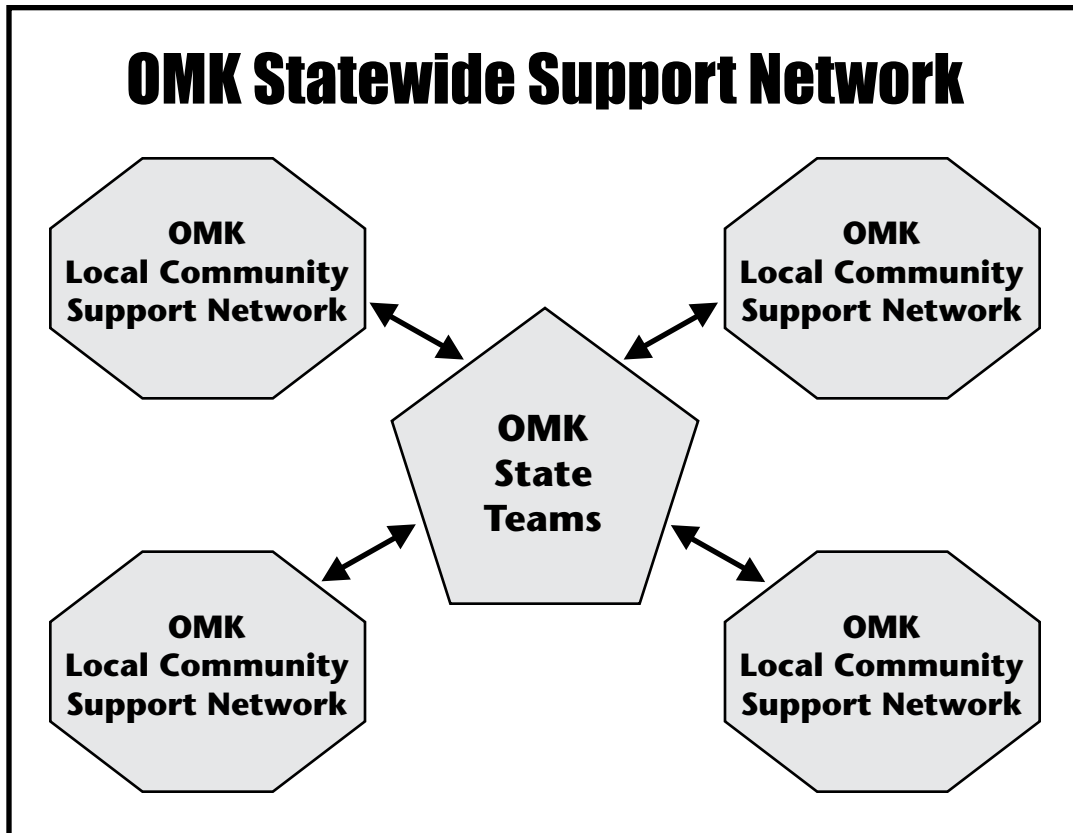 OMK Statewide Support Network
OMK
Local Community
Support Network
OMK
Local Community
Support Network
OMK
State
Teams
OMK
Local Community
Support Network
OMK
Local Community
Support Network